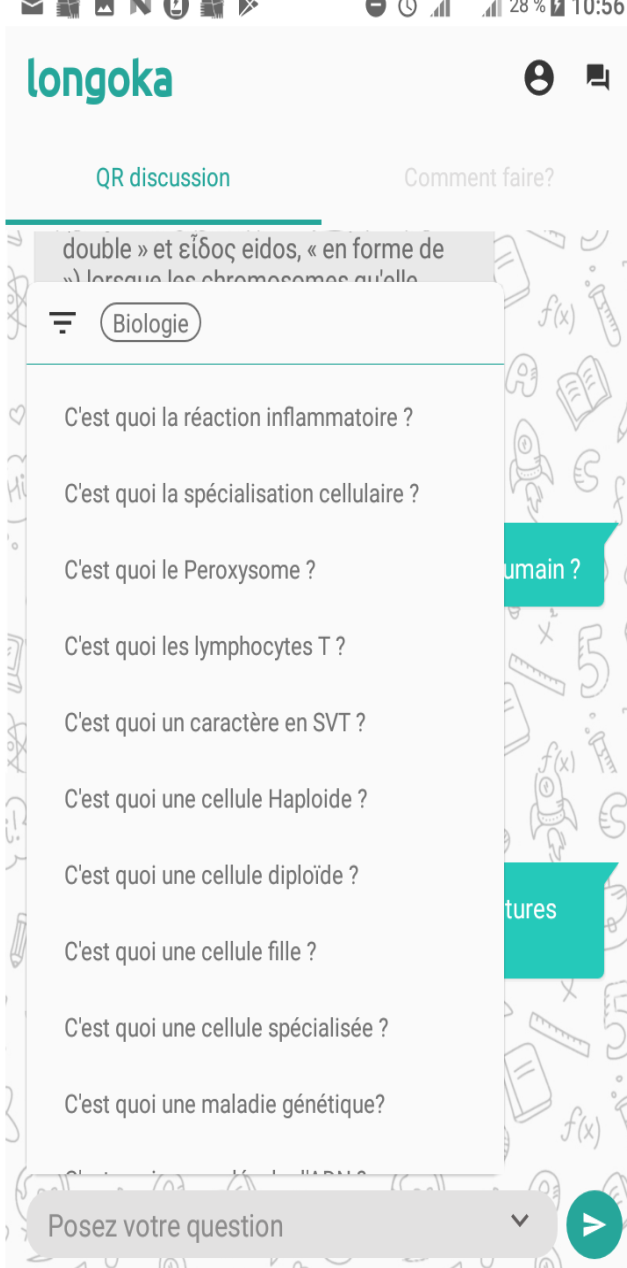 28 % 10:56
longoka
QR discussion
Comment faire?
double » et εἶδος eidos, « en forme de
») lorsque les chromosomes qu'elle
Biologie
C'est quoi la réaction inflammatoire ?
C'est quoi la spécialisation cellulaire ?
umain ?
C'est quoi le Peroxysome ?
C'est quoi les lymphocytes T ?
C'est quoi un caractère en SVT ?
C'est quoi une cellule Haploide ?
C'est quoi une cellule diploïde ?
tures
C'est quoi une cellule fille ?
C'est quoi une cellule spécialisée ?
C'est quoi une maladie génétique?
Posez votre question